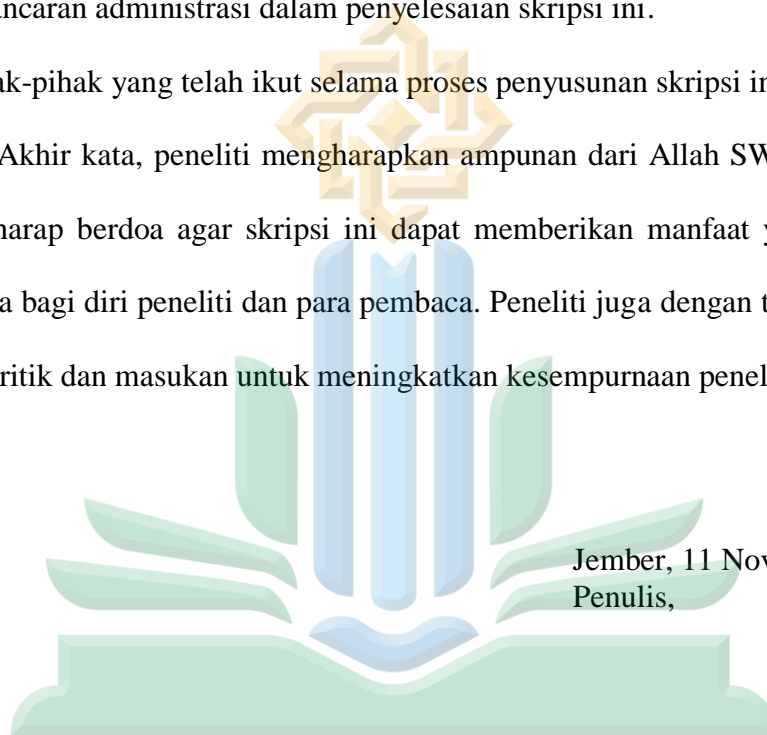 ncaran administrasi dalam penyelesaian skripsi ini.
ak-pihak yang telah ikut selama proses penyusunan skripsi in
Akhir kata, peneliti mengharapkan ampunan dari Allah SW
harap berdoa agar skripsi ini dapat memberikan manfaat y
a bagi diri peneliti dan para pembaca. Peneliti juga dengan t
ritik dan masukan untuk meningkatkan kesempurnaan penel
Jember, 11 Nov
Penulis,